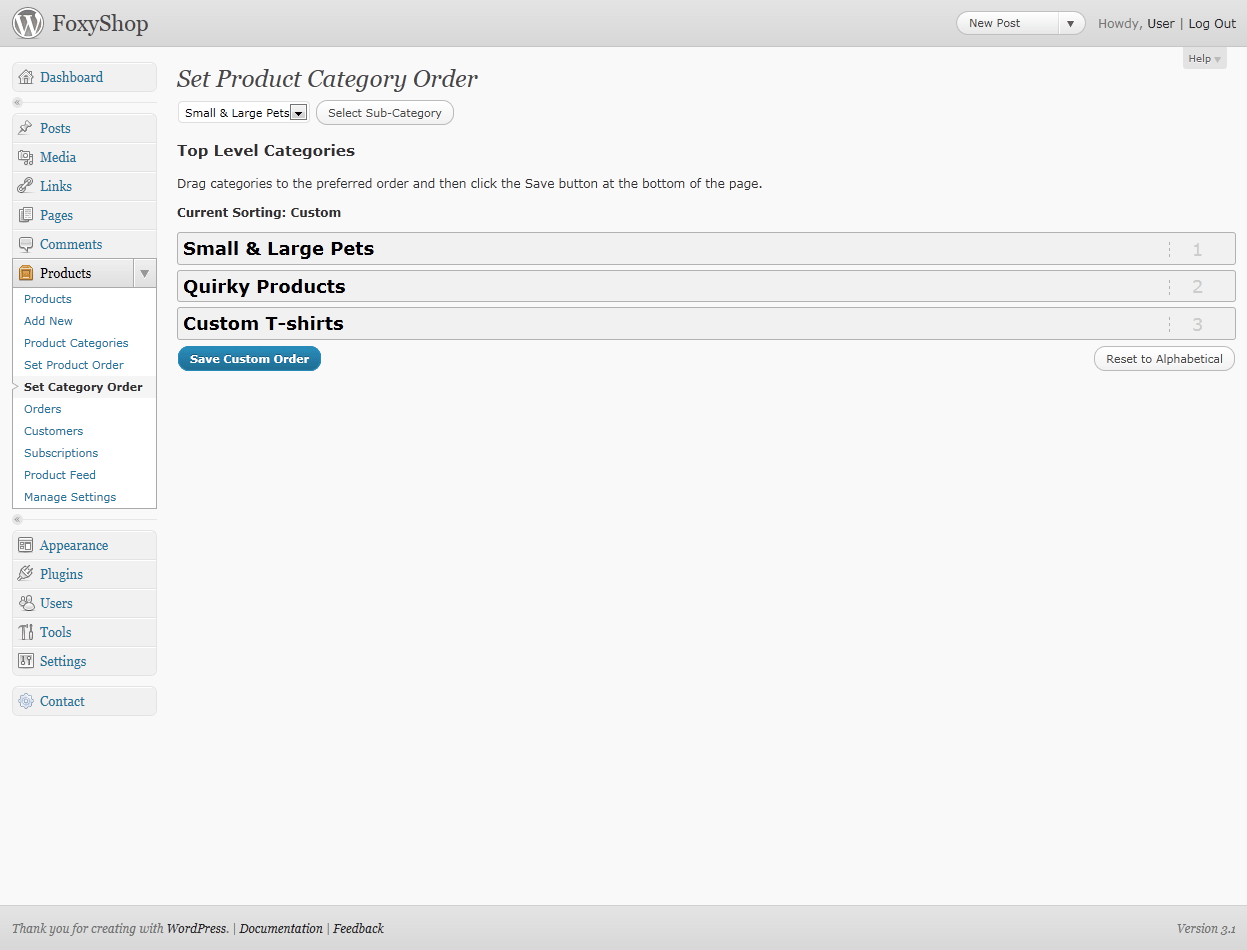 FoxyShop
New Post
Howdy, User | Log Out
Help
Dashboard
Posts
Media
Links
Pages
Comments
Products
Products
Add New
Product Categories
Set Product Order
Set Category Order
Orders
Customers
Subscriptions
Product Feed
Manage Settings
Appearance
Plugins
Users
Tools
Settings
Contact
Set Product Category Order
Small & Large Pets
Select Sub-Category
Top Level Categories
Drag categories to the preferred order and then click the Save button at the bottom of the page.
Current Sorting: Custom
Small & Large Pets 1
Quirky Products 2
Custom T-shirts 3
Save Custom Order
Reset to Alphabetical
Thank you for creating with WordPress. | Documentation | Feedback
Version 3.1